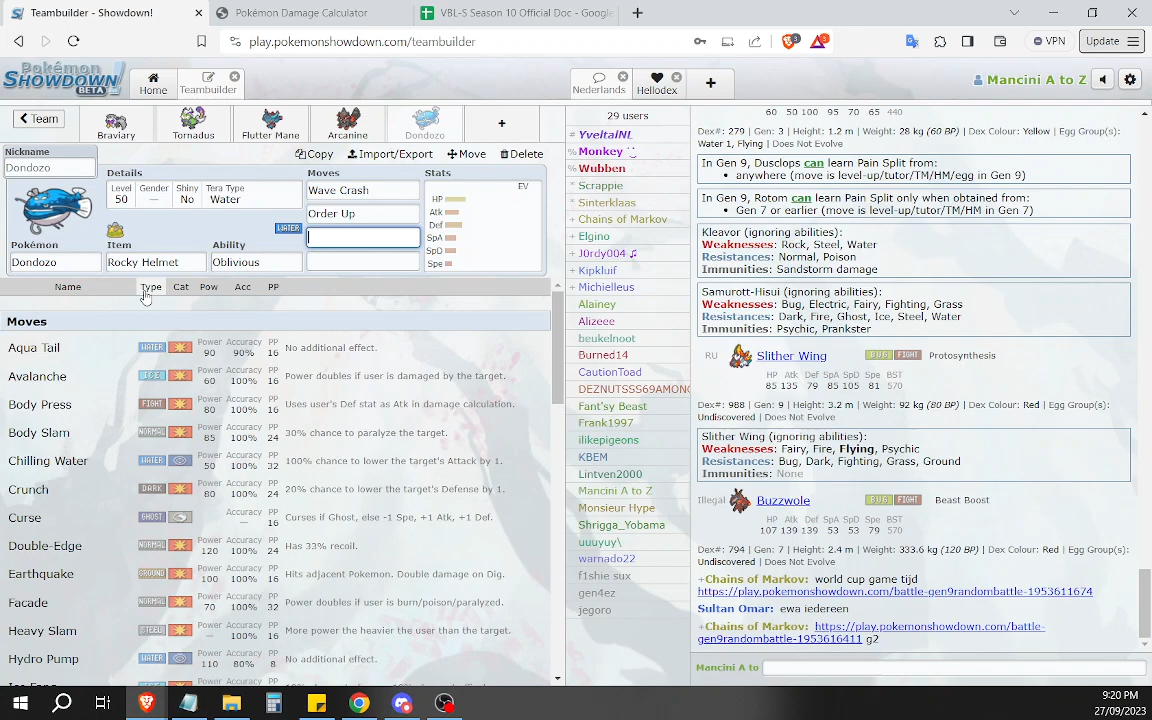 Teambuilder - Showdown!
Pokémon Damage Calculator
VBL-S Season 10 Official Doc - Google
play.pokemonshowdown.com/teambuilder
VPN
Update
Pokémon
SHOWDOWN!
BETA
Home
Teambuilder
Nederlands
Hellodex
Mancini A to Z
Team
Braviary
Tornadus
Flutter Mane
Arcanine
Dondozo
Copy
Import/Export
Move
Delete
Nickname
Dondozo
Details
Level
50
Gender
—
Shiny
No
Tera Type
Water
WATER
Pokémon
Dondozo
Item
Rocky Helmet
Ability
Oblivious
Moves
Wave Crash
Order Up
Stats
EV
HP
Atk
Def
SpA
SpD
Spe
Name Type Cat Pow Acc PP
Moves
Aqua Tail WATER Power 90 Accuracy 90% PP 16 No additional effect.
Avalanche ICE Power 60 Accuracy 100% PP 16 Power doubles if user is damaged by the target.
Body Press FIGHT Power 80 Accuracy 100% PP 16 Uses user's Def stat as Atk in damage calculation.
Body Slam NORMAL Power 85 Accuracy 100% PP 24 30% chance to paralyze the target.
Chilling Water WATER Power 50 Accuracy 100% PP 32 100% chance to lower the target's Attack by 1.
Crunch DARK Power 80 Accuracy 100% PP 24 20% chance to lower the target's Defense by 1.
Curse GHOST Accuracy — PP 16 Curses if Ghost, else -1 Spe, +1 Atk, +1 Def.
Double-Edge NORMAL Power 120 Accuracy 100% PP 24 Has 33% recoil.
Earthquake GROUND Power 100 Accuracy 100% PP 16 Hits adjacent Pokemon. Double damage on Dig.
Facade NORMAL Power 70 Accuracy 100% PP 32 Power doubles if user is burn/poison/paralyzed.
Heavy Slam STEEL Power — Accuracy 100% PP 16 More power the heavier the user than the target.
Hydro Pump WATER Power 110 Accuracy 80% PP 8 No additional effect.
29 users
# YveltalNL
% Monkey
% Wubben
* Scrappie
* Sinterklaas
+ Chains of Markov
+ Elgino
+ J0rdy004 ♫
+ Kipkluif
+ Michielleus
Alainey
Alizeee
beukelnoot
Burned14
CautionToad
DEZNUTSSS69AMONG
Fant'sy Beast
Frank1997
ilikepigeons
KBEM
Lintven2000
Mancini A to Z
Monsieur Hype
Shrigga_Yobama
uuuyuy\
warnado22
f1shie sux
gen4ez
jegoro
60 50 100 95 70 65 440
Dex#: 279 | Gen: 3 | Height: 1.2 m | Weight: 28 kg (60 BP) | Dex Colour: Yellow | Egg Group(s):
Water 1, Flying | Does Not Evolve
In Gen 9, Dusclops can learn Pain Split from:
• anywhere (move is level-up/tutor/TM/HM/egg in Gen 9)
In Gen 9, Rotom can learn Pain Split only when obtained from:
• Gen 7 or earlier (move is level-up/tutor/TM/HM in Gen 7)
Kleavor (ignoring abilities):
Weaknesses: Rock, Steel, Water
Resistances: Normal, Poison
Immunities: Sandstorm damage
Samurott-Hisui (ignoring abilities):
Weaknesses: Bug, Electric, Fairy, Fighting, Grass
Resistances: Dark, Fire, Ghost, Ice, Steel, Water
Immunities: Psychic, Prankster
RU Slither Wing BUG FIGHT Protosynthesis
HP Atk Def SpA SpD Spe BST
85 135 79 85 105 81 570
Dex#: 988 | Gen: 9 | Height: 3.2 m | Weight: 92 kg (80 BP) | Dex Colour: Red | Egg Group(s):
Undiscovered | Does Not Evolve
Slither Wing (ignoring abilities):
Weaknesses: Fairy, Fire, Flying, Psychic
Resistances: Bug, Dark, Fighting, Grass, Ground
Immunities: None
Illegal Buzzwole BUG FIGHT Beast Boost
HP Atk Def SpA SpD Spe BST
107 139 139 53 53 79 570
Dex#: 794 | Gen: 7 | Height: 2.4 m | Weight: 333.6 kg (120 BP) | Dex Colour: Red | Egg Group(s):
Undiscovered | Does Not Evolve
+Chains of Markov: world cup game tijd
https://play.pokemonshowdown.com/battle-gen9randombattle-1953611674
Sultan Omar: ewa iedereen
+Chains of Markov: https://play.pokemonshowdown.com/battle-
gen9randombattle-1953616411 g2
Mancini A to
9:20 PM
27/09/2023